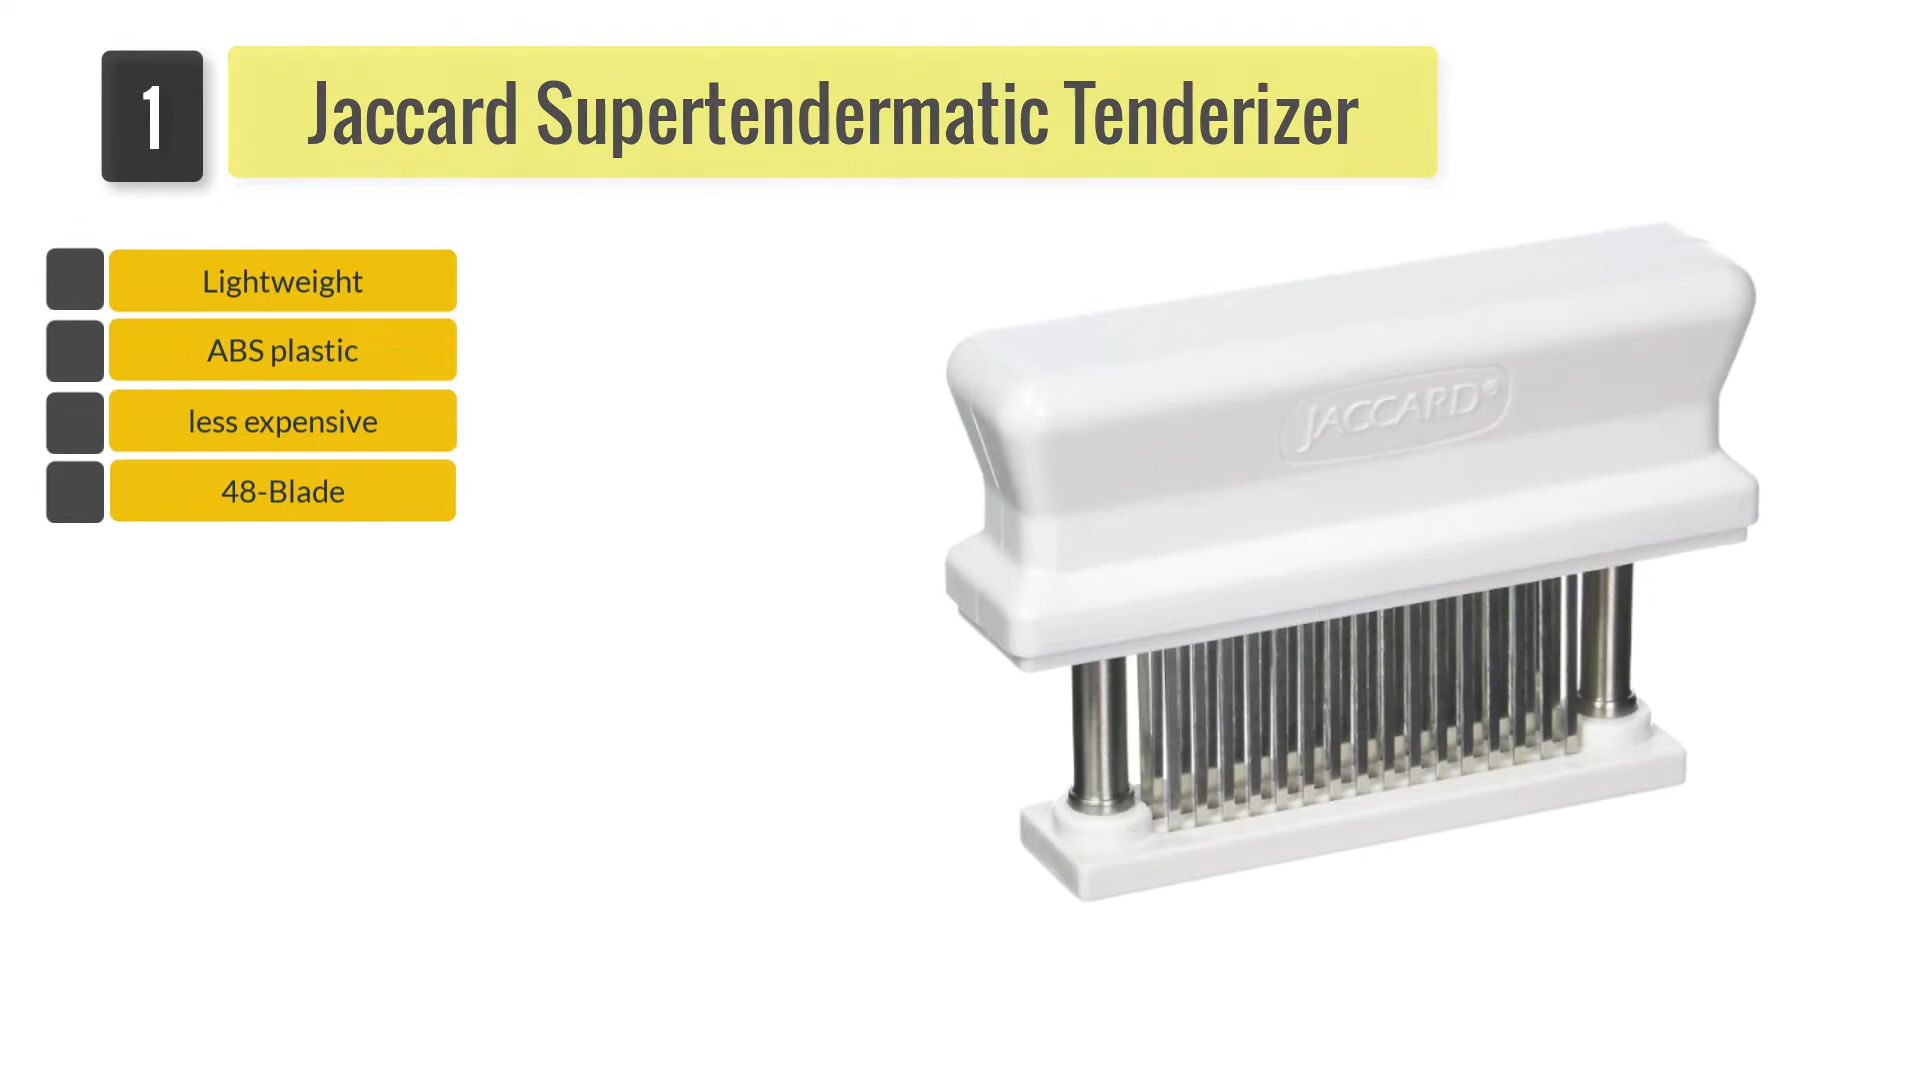 1
Jaccard Supertendermatic Tenderizer
Lightweight
ABS plastic
less expensive
48-Blade
JACCARD®